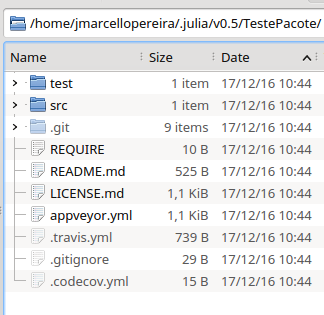 /home/jmarcellopereira/.julia/v0.5/TestePacote/
Name Size Date
test 1 item 17/12/16 10:44
src 1 item 17/12/16 10:44
.git 9 items 17/12/16 10:44
REQUIRE 10 B 17/12/16 10:44
README.md 525 B 17/12/16 10:44
LICENSE.md 1,1 KiB 17/12/16 10:44
appveyor.yml 1,1 KiB 17/12/16 10:44
.travis.yml 739 B 17/12/16 10:44
.gitignore 29 B 17/12/16 10:44
.codecov.yml 15 B 17/12/16 10:44